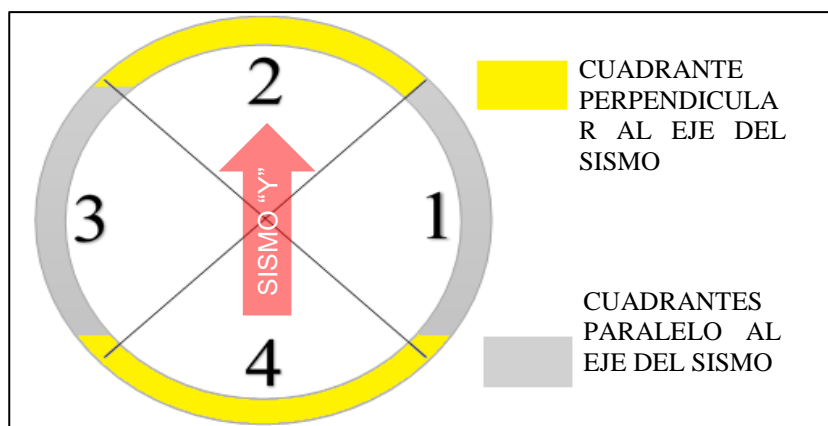 2
3
1
4
SISMO "Y"
CUADRANTE
PERPENDICULA
R AL EJE DEL
SISMO
CUADRANTES
PARALELO AL
EJE DEL SISMO